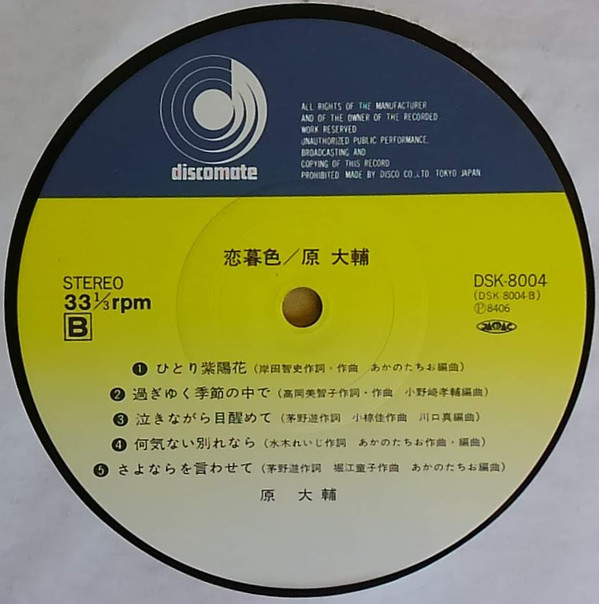 discomate
ALL RIGHTS OF THE MANUFACTURER
AND OF THE OWNER OF THE RECORDED
WORK RESERVED
UNAUTHORIZED PUBLIC PERFORMANCE.
BROADCASTING AND
COPYING OF THIS RECORD
PROHIBITED. MADE BY DISCO CO.,LTD. TOKYO JAPAN
恋暮色/原 大輔
STEREO
33 1/3 rpm
B
DSK-8004
(DSK-8004-B)
Ⓟ8406
JASRAC
❶ ひとり紫陽花 (岸田智史作詞・作曲 あかのたちお編曲)
❷ 過ぎゆく季節の中で (高岡美智子作詞・作曲 小野崎孝輔編曲)
❸ 泣きながら目醒めて (茅野遊作詞 小椋佳作曲 川口真編曲)
❹ 何気ない別れなら (水木れいじ作詞 あかのたちお作曲・編曲)
❺ さよならを言わせて (茅野遊作詞 堀江童子作曲 あかのたちお編曲)
原 大輔